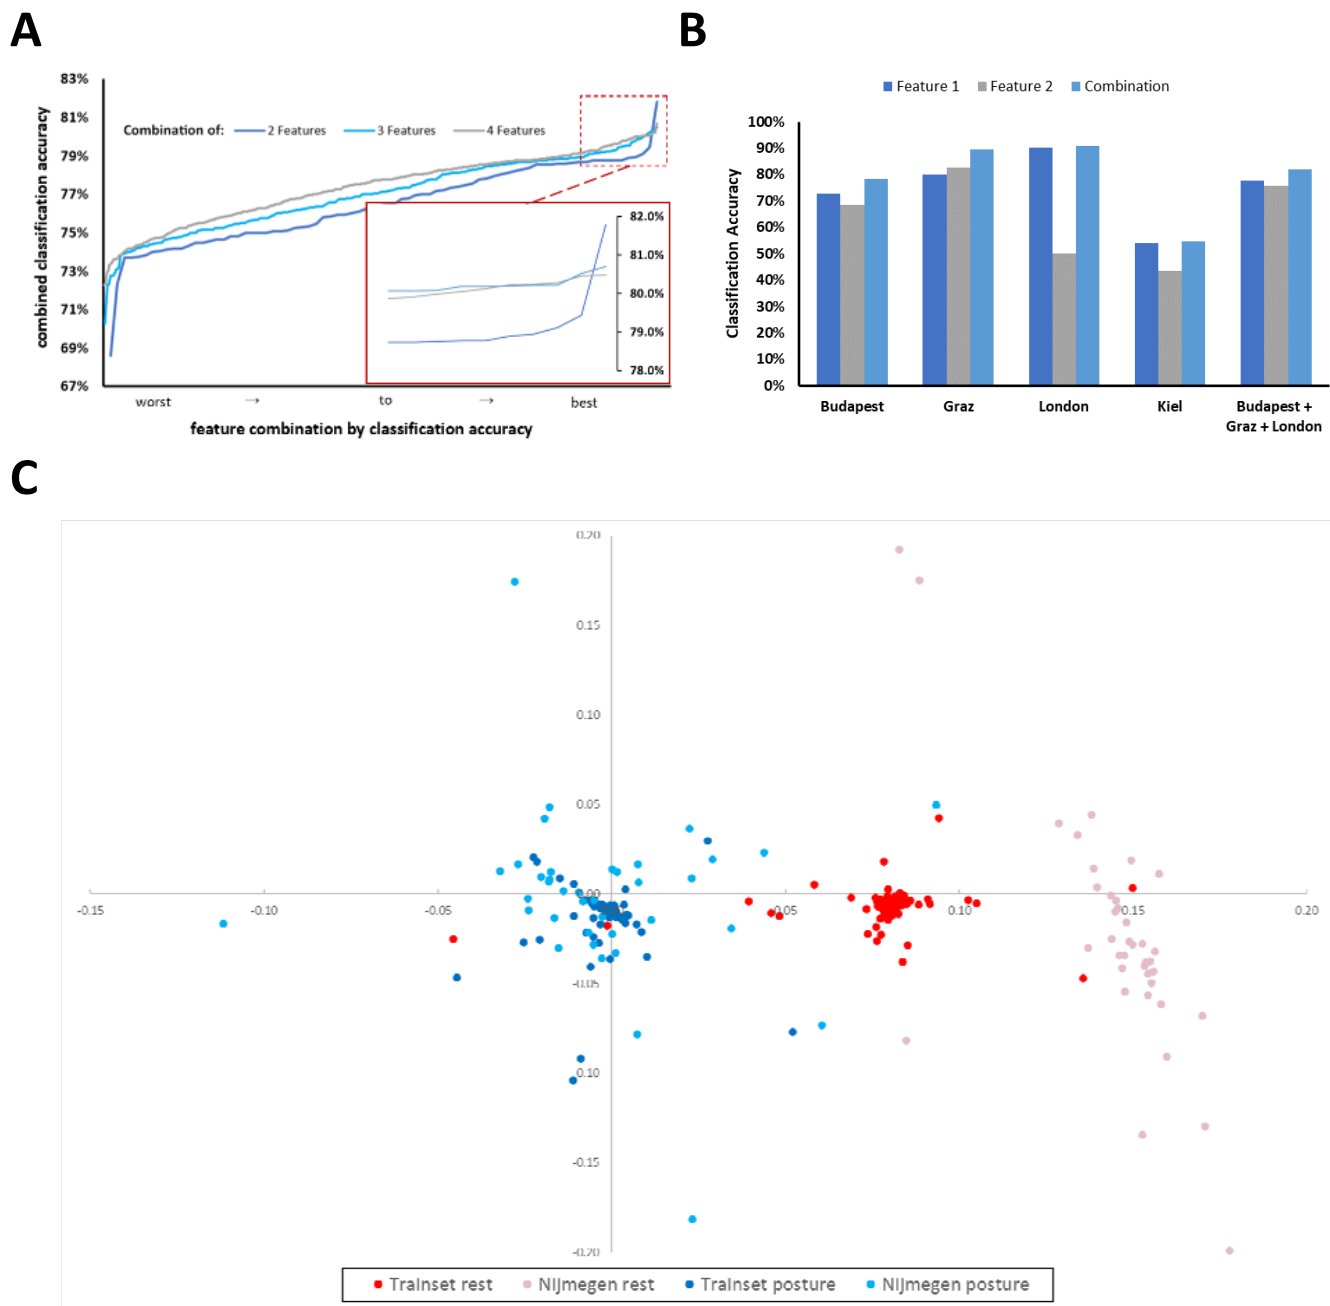 A
83%
81%
79%
77%
75%
73%
71%
69%
67%
combined classification accuracy
Combination of: 2 Features 3 Features 4 Features
82.0%
81.0%
80.0%
79.0%
78.0%
worst → to → best
feature combination by classification accuracy
B
Feature 1 Feature 2 Combination
100%
90%
80%
70%
60%
50%
40%
30%
20%
10%
0%
Classification Accuracy
Budapest Graz London Kiel Budapest +
Graz + London
C
0.20
0.15
0.10
0.05
0.00
-0.15 -0.10 -0.05 0.05 0.10 0.15 0.20
-0.05
-0.10
-0.15
-0.20
Trainset rest Nijmegen rest Trainset posture Nijmegen posture